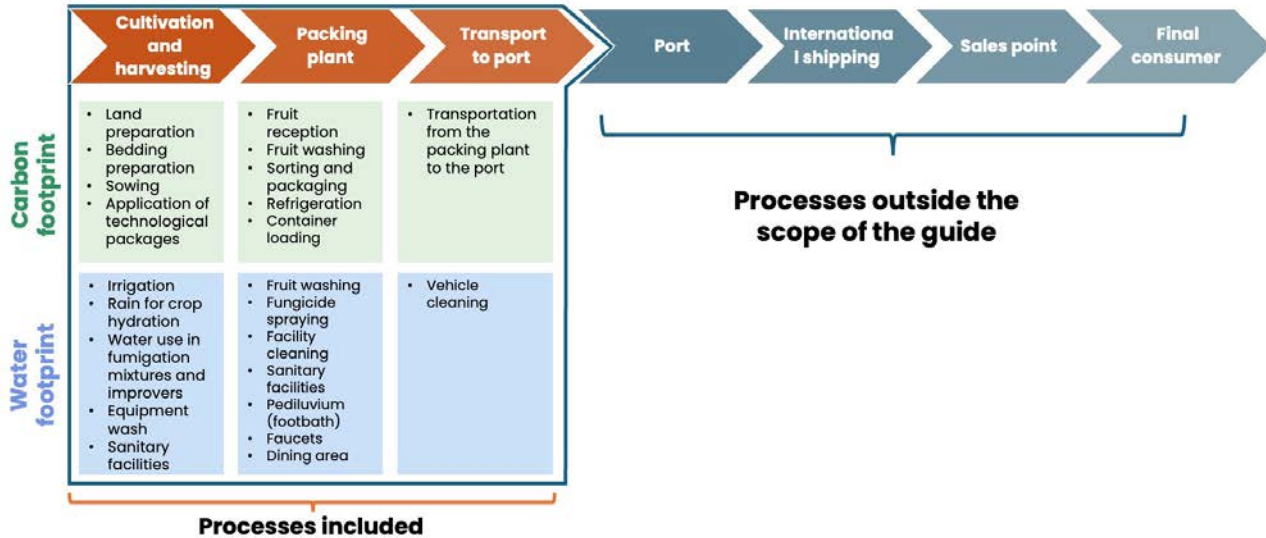 Cultivation
and
harvesting
Packing
plant
Transport
to port
Port
Internationa
l shipping
Sales point
Final
consumer
Carbon
footprint
• Land
preparation
• Bedding
preparation
• Sowing
• Application of
technological
packages
• Fruit
reception
• Fruit washing
• Sorting and
packaging
• Refrigeration
• Container
loading
• Transportation
from the
packing plant
to the port
Processes outside the
scope of the guide
Water
footprint
• Irrigation
• Rain for crop
hydration
• Water use in
fumigation
mixtures and
improvers
• Equipment
wash
• Sanitary
facilities
• Fruit washing
• Fungicide
spraying
• Facility
cleaning
• Sanitary
facilities
• Pediluvium
(footbath)
• Faucets
• Dining area
• Vehicle
cleaning
Processes included